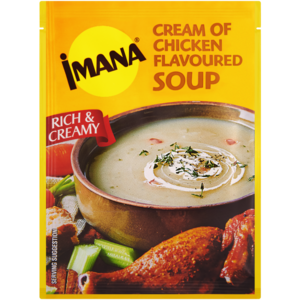 CREAM OF
CHICKEN
FLAVOURED
SOUP
IMANA®
RICH &
CREAMY
SERVING SUGGESTION